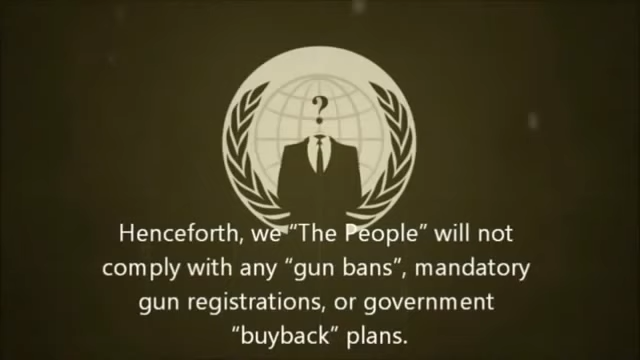 ?
Henceforth, we “The People” will not
comply with any “gun bans”, mandatory
gun registrations, or government
“buyback” plans.